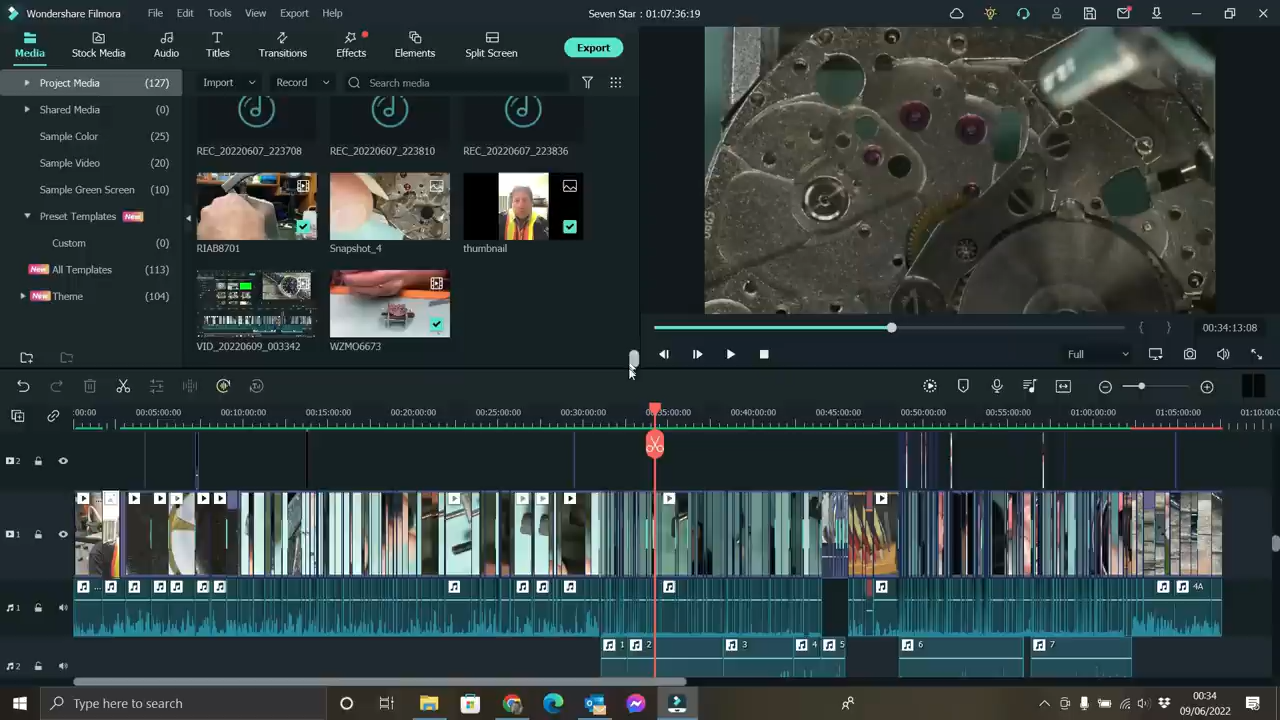 Wondershare Filmora
File
Edit
Tools
View
Export
Help
Seven Star : 01:07:36:19
Media
Stock Media
Audio
Titles
Transitions
Effects
Elements
Split Screen
Export
Project Media (127)
Import
Record
Search media
Shared Media (0)
Sample Color (25)
Sample Video (20)
Sample Green Screen (10)
Preset Templates New
Custom (0)
New All Templates (113)
New Theme (104)
REC_20220607_223708
REC_20220607_223810
REC_20220607_223836
RIAB8701
Snapshot_4
thumbnail
VID_20220609_003342
WZMO6673
{ }
00:34:13:08
Full
:00:00
00:05:00:00
00:10:00:00
00:15:00:00
00:20:00:00
00:25:00:00
00:30:00:00
00:35:00:00
00:40:00:00
00:45:00:00
00:50:00:00
00:55:00:00
01:00:00:00
01:05:00:00
01:10:00:0
2
1
1
4A
2
1
2
3
4
5
6
7
Type here to search
00:34
09/06/2022